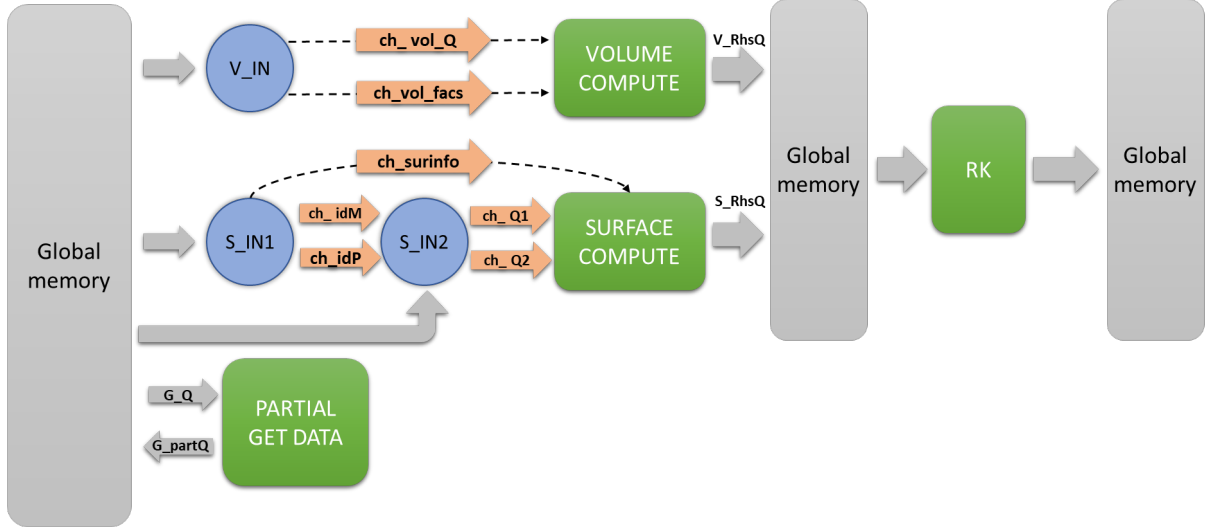 Global
memory
V_IN
ch_ vol_Q
ch_vol_facs
VOLUME
COMPUTE
V_RhsQ
ch_surinfo
S_IN1
ch_ idM
ch_idP
S_IN2
ch_ Q1
ch_ Q2
SURFACE
COMPUTE
S_RhsQ
G_Q
G_partQ
PARTIAL
GET DATA
Global
memory
RK
Global
memory